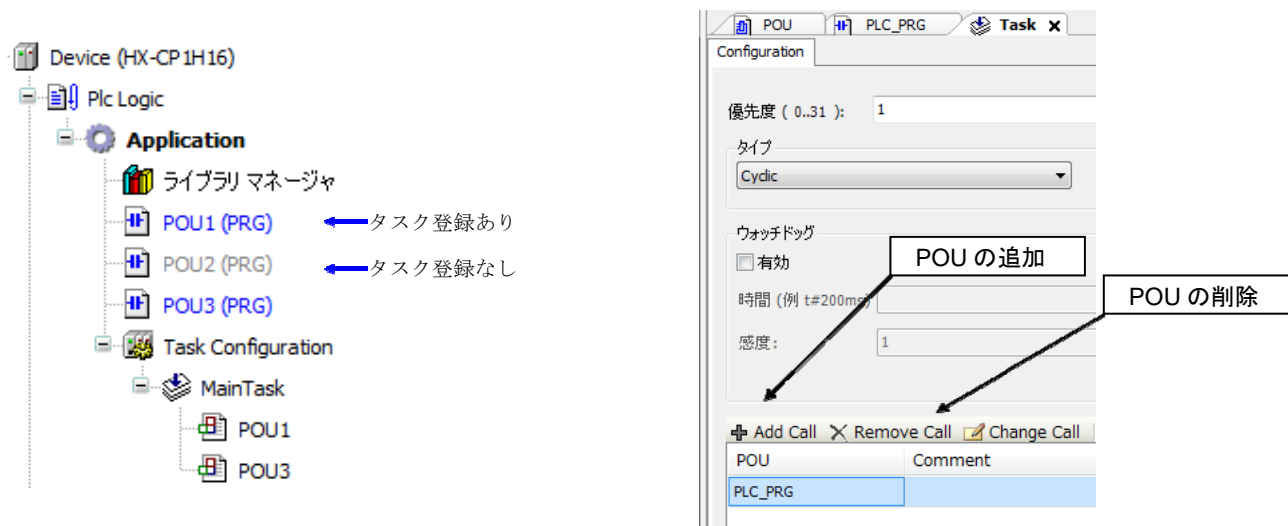 Device (HX-CP1H16)
Plc Logic
Application
ライブラリ マネージャ
POU1 (PRG)
タスク登録あり
POU2 (PRG)
タスク登録なし
POU3 (PRG)
Task Configuration
MainTask
POU1
POU3
POU
PLC_PRG
Task
Configuration
優先度 ( 0..31 ):
1
タイプ
Cyclic
ウォッチドッグ
有効
POU の追加
POU の削除
時間 (例 t#200ms)
感度:
1
Add Call
Remove Call
Change Call
POU
Comment
PLC_PRG